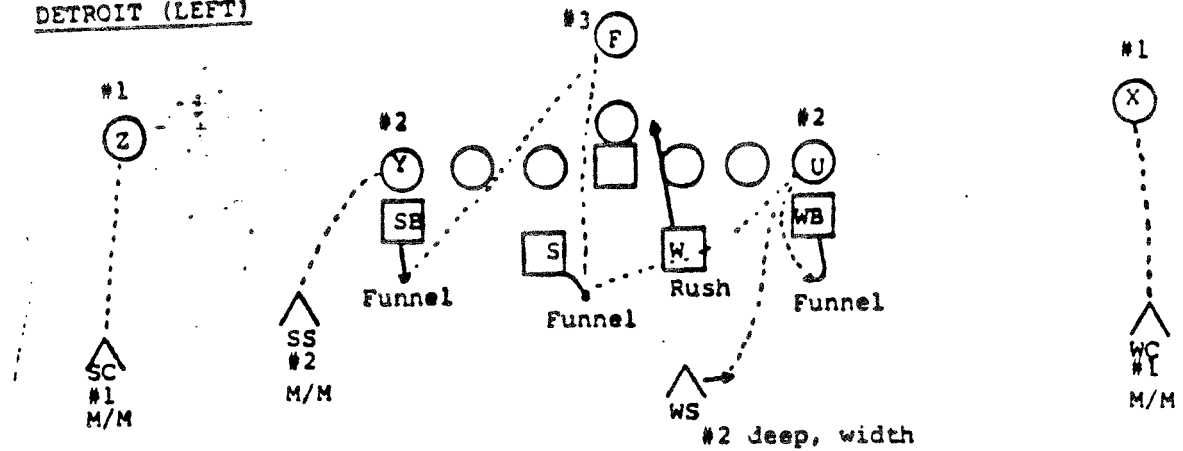 DETROIT (LEFT)
#3
F
#1
#1
X
Z
#2
#2
Y
U
SB
WB
S
W
Funnel
Rush
Funnel
Funnel
SS
#2
M/M
SC
#1
M/M
WC
#1
M/M
WS
#2 deep, width